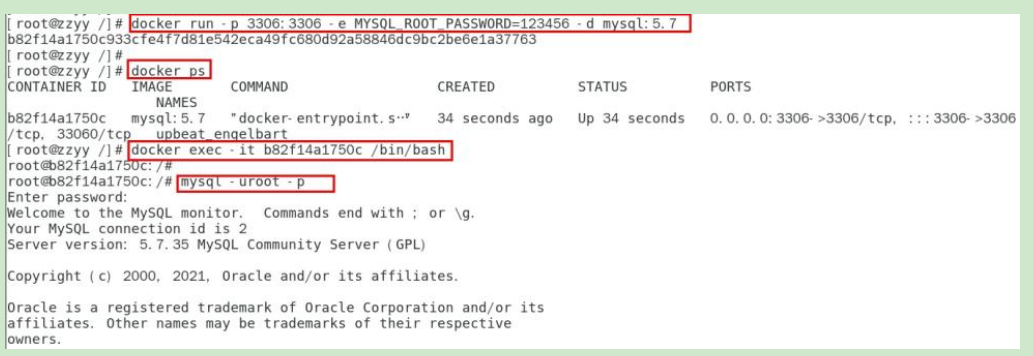 [root@zzyy /]# docker run -p 3306:3306 -e MYSQL_ROOT_PASSWORD=123456 -d mysql:5.7
b82f14a1750c933cfe4f7d81e542eca49fc680d92a58846dc9bc2be6e1a37763
[root@zzyy /]#
[root@zzyy /]# docker ps
CONTAINER ID   IMAGE       COMMAND                  CREATED          STATUS          PORTS
NAMES
b82f14a1750c   mysql:5.7   "docker-entrypoint.s…"   34 seconds ago   Up 34 seconds   0.0.0.0:3306->3306
/tcp, :::3306->3306/tcp, 33060/tcp   upbeat_engelbart
[root@zzyy /]# docker exec -it b82f14a1750c /bin/bash
root@b82f14a1750c:/#
root@b82f14a1750c:/# mysql -uroot -p
Enter password:
Welcome to the MySQL monitor.  Commands end with ; or \g.
Your MySQL connection id is 2
Server version: 5.7.35 MySQL Community Server (GPL)
Copyright (c) 2000, 2021, Oracle and/or its affiliates.
Oracle is a registered trademark of Oracle Corporation and/or its
affiliates. Other names may be trademarks of their respective
owners.